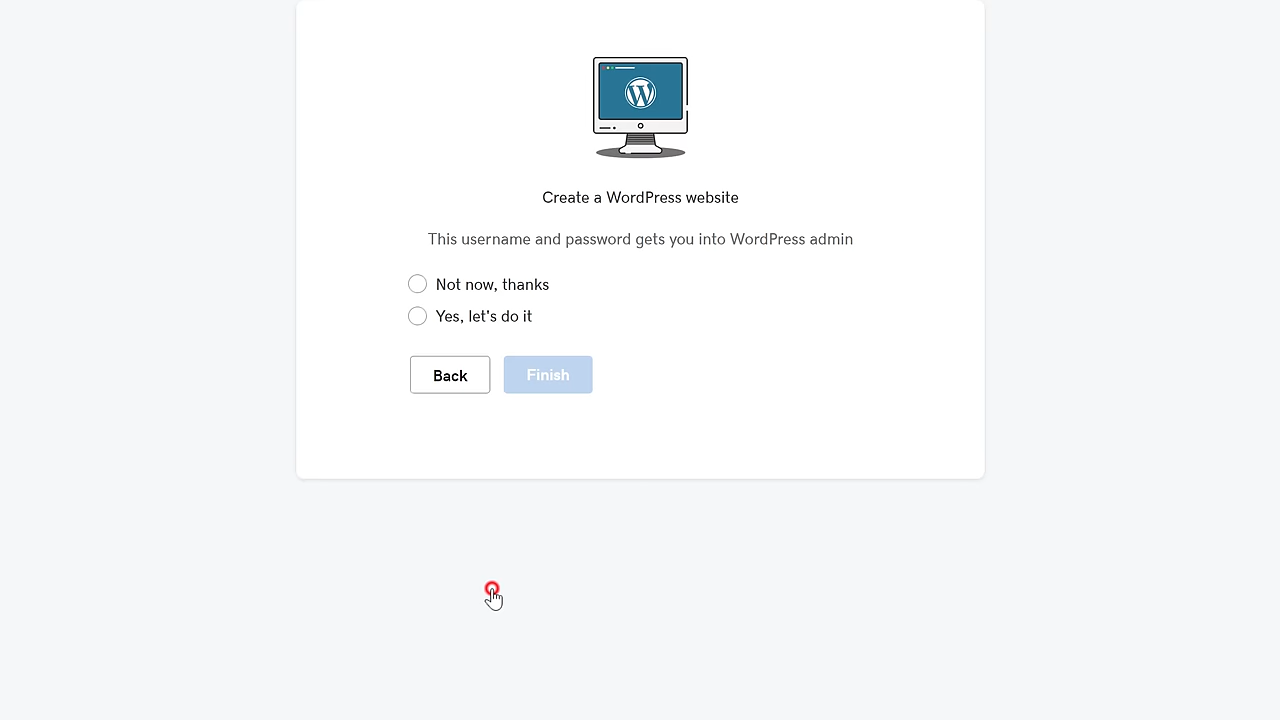 Create a WordPress website
This username and password gets you into WordPress admin
Not now, thanks
Yes, let's do it
Back
Finish